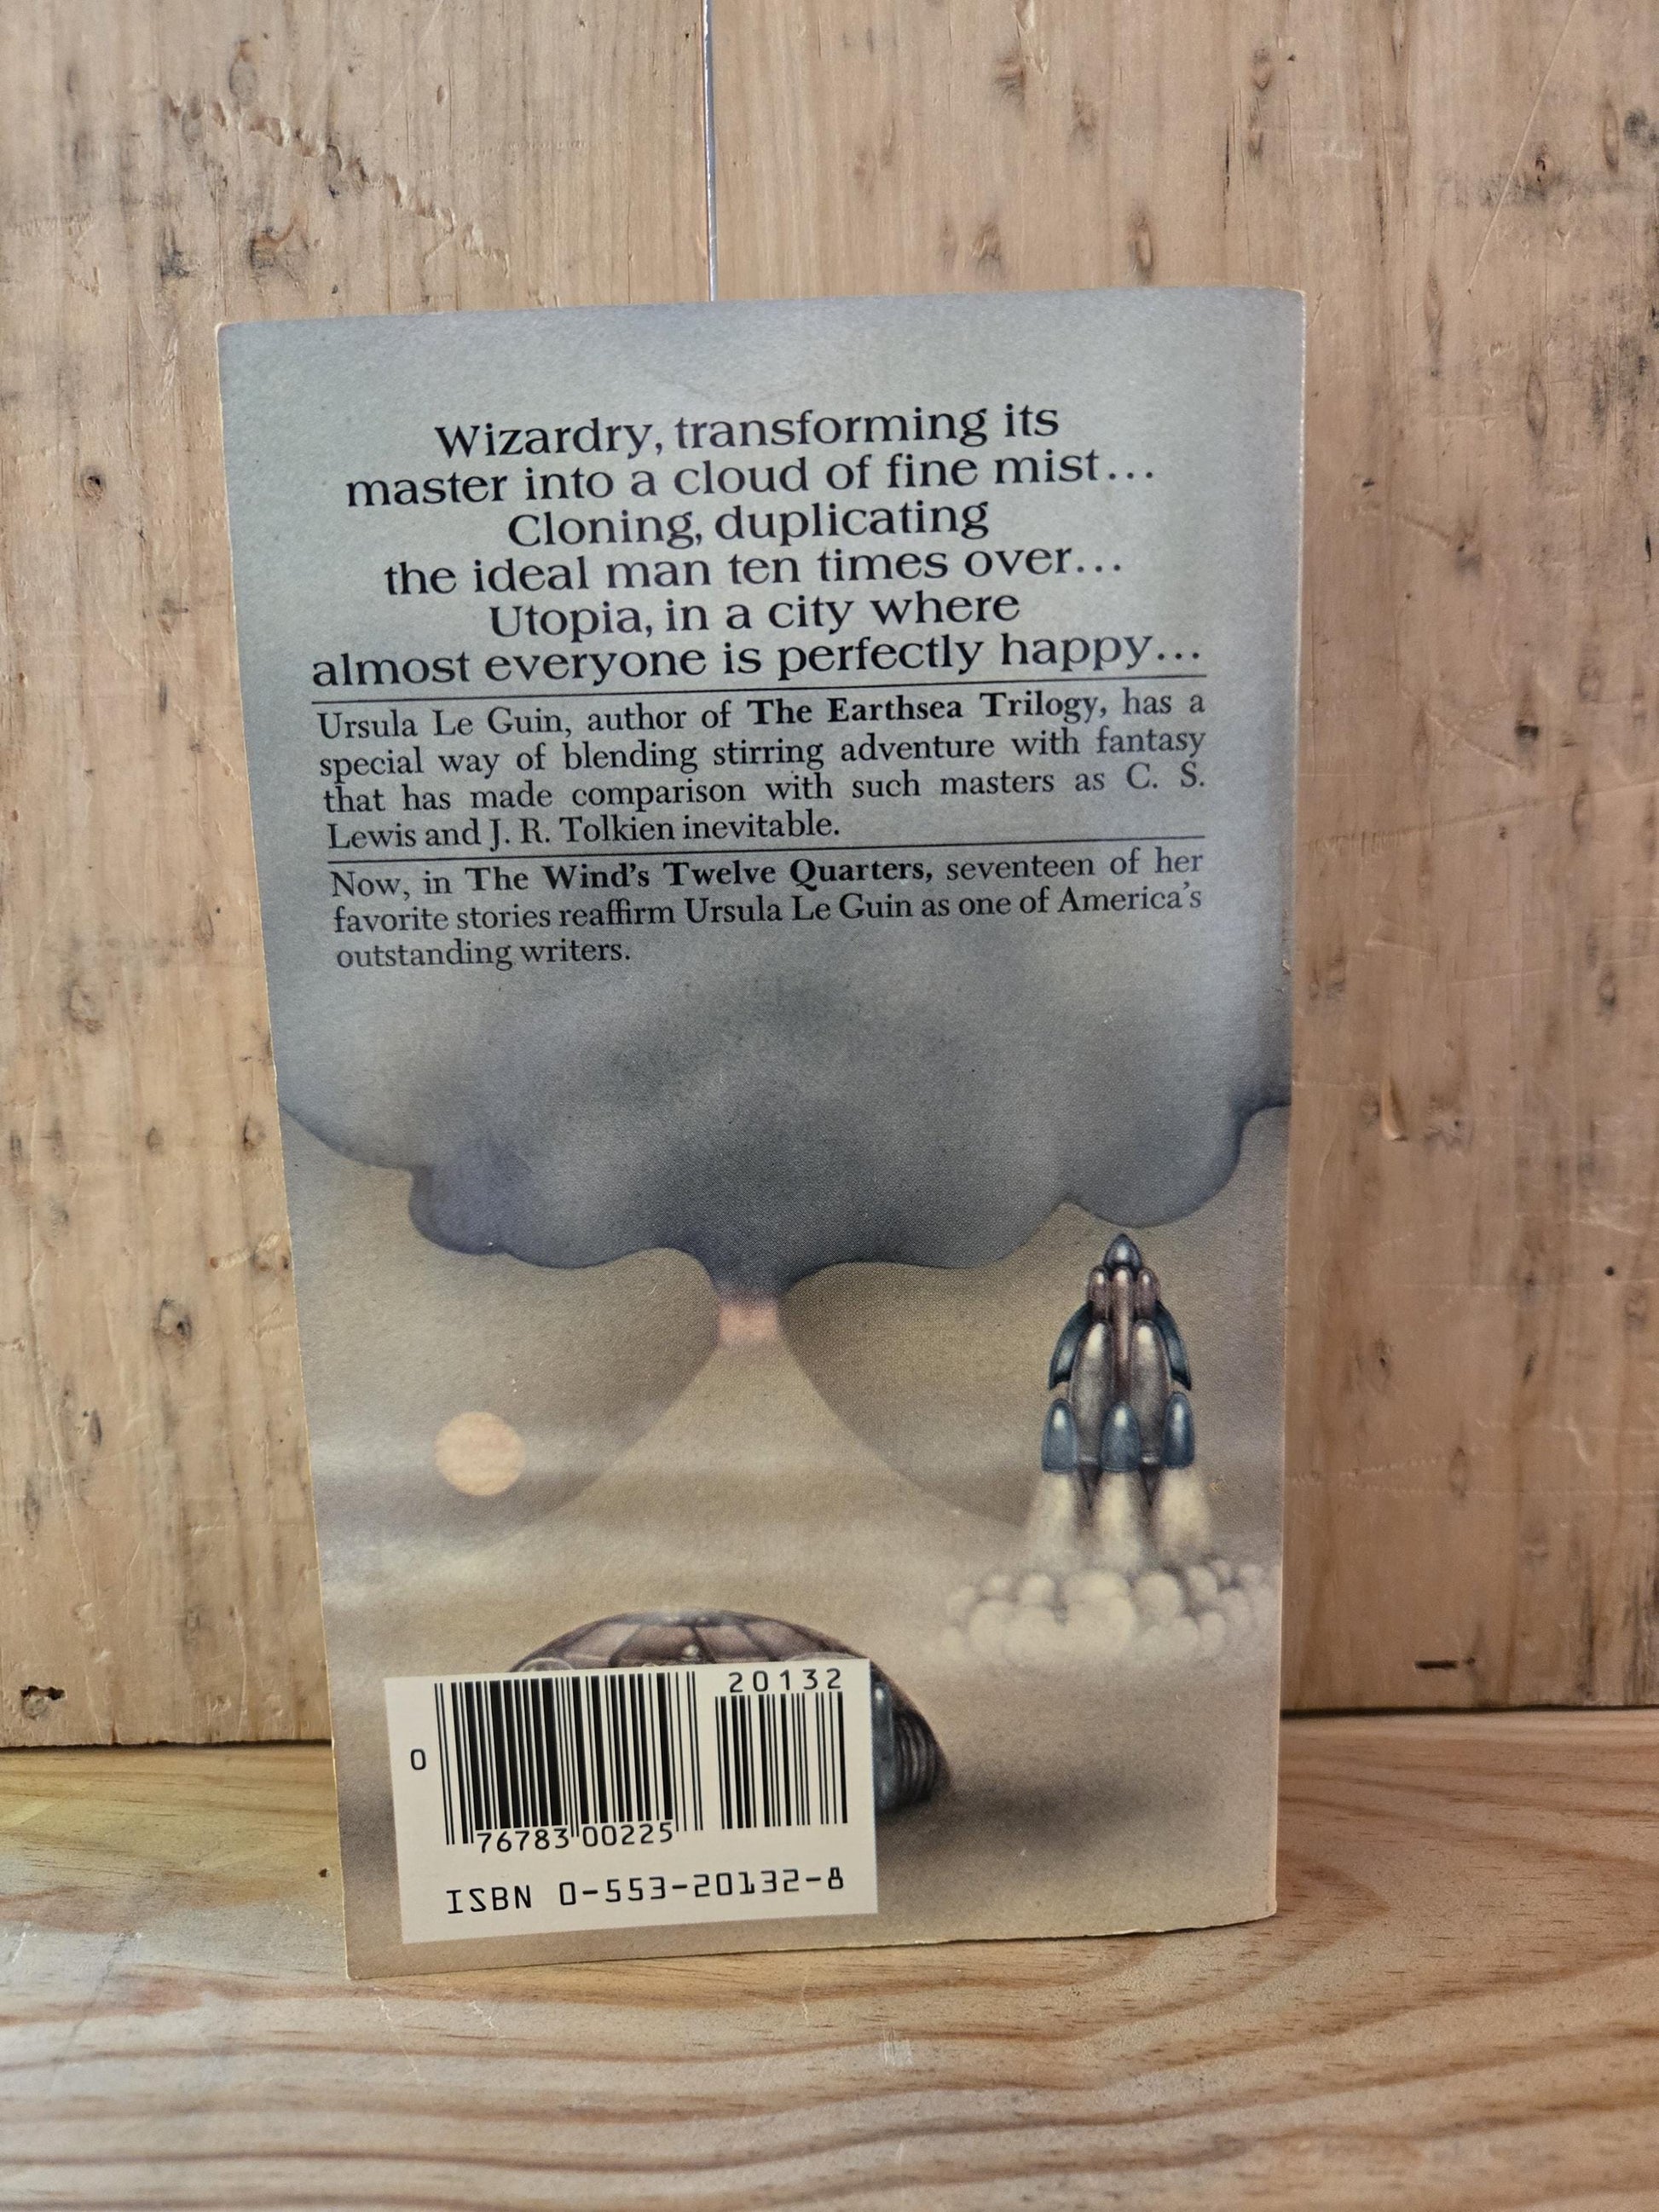 Wizardry, transforming its
master into a cloud of fine mist...
Cloning, duplicating
the ideal man ten times over...
Utopia, in a city where
almost everyone is perfectly happy...
Ursula Le Guin, author of The Earthsea Trilogy, has a
special way of blending stirring adventure with fantasy
that has made comparison with such masters as C. S.
Lewis and J. R. Tolkien inevitable.
Now, in The Wind's Twelve Quarters, seventeen of her
favorite stories reaffirm Ursula Le Guin as one of America's
outstanding writers.
20132
0
76783 00225
ISBN 0-553-20132-8